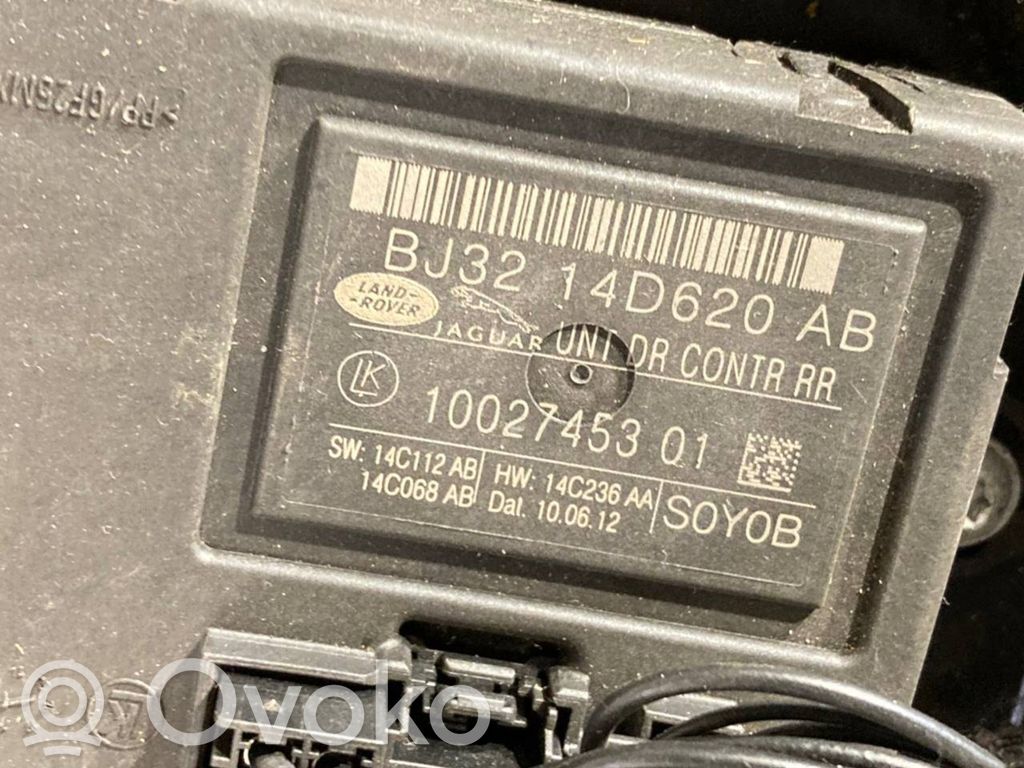 BJ32 14D620 AB
LAND-
-ROVER
JAGUAR UNT DR CONTR RR
LK 10027453 01
SW: 14C112 AB HW: 14C236 AA S0Y0B
14C068 AB Dat. 10.06.12
Ovoko